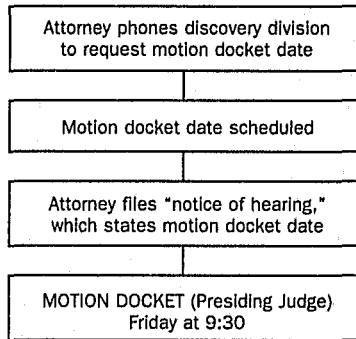 Attorney phones discovery division
to request motion docket date
Motion docket date scheduled
Attorney files “notice of hearing,”
which states motion docket date
MOTION DOCKET (Presiding Judge)
Friday at 9:30